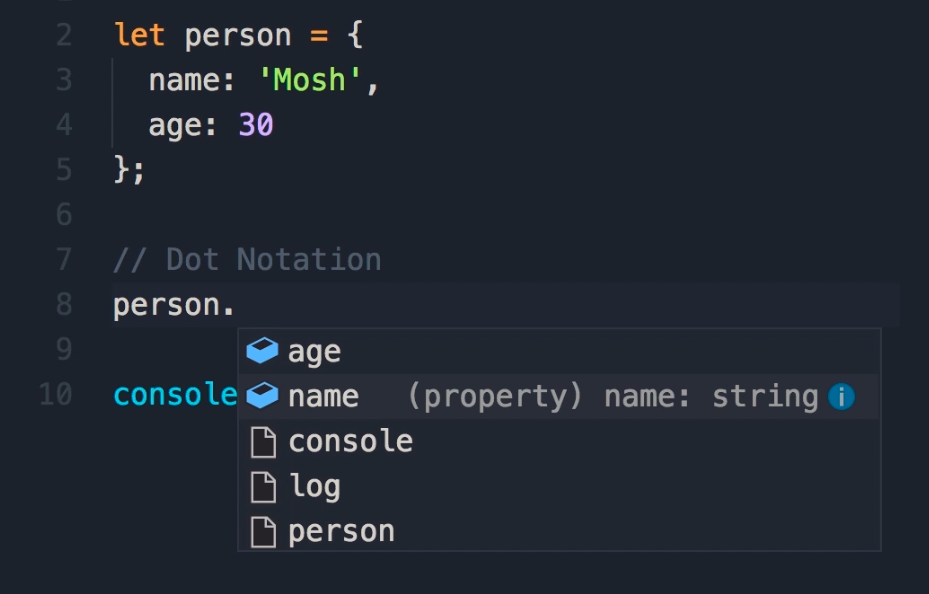 2 let person = {
3 name: 'Mosh',
4 age: 30
5 };
6
7 // Dot Notation
8 person.
9
10 console
age
name (property) name: string
console
log
person